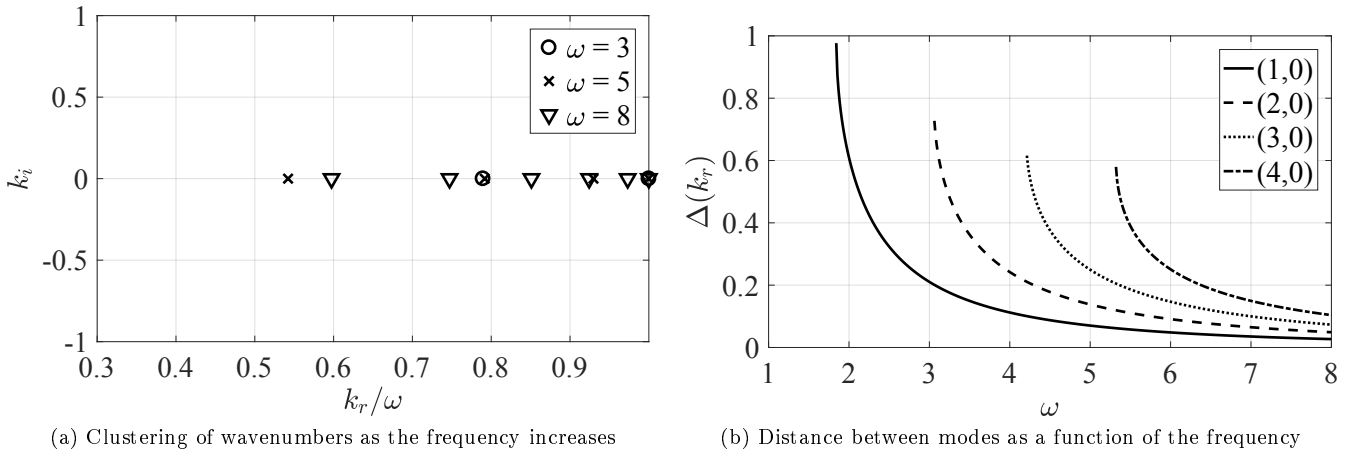 1
0.5
0
-0.5
-1
k_i
0.3 0.4 0.5 0.6 0.7 0.8 0.9
k_r/ω
ω = 3
ω = 5
ω = 8
(a) Clustering of wavenumbers as the frequency increases
1
0.8
0.6
0.4
0.2
0
Δ(k_r)
1 2 3 4 5 6 7 8
ω
(1,0)
(2,0)
(3,0)
(4,0)
(b) Distance between modes as a function of the frequency